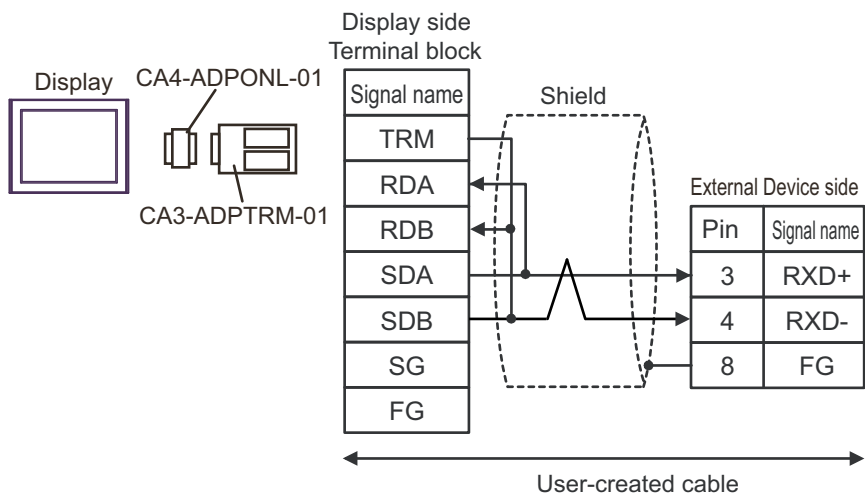 Display side
Terminal block
Display
CA4-ADPONL-01
CA3-ADPTRM-01
Signal name
TRM
RDA
RDB
SDA
SDB
SG
FG
Shield
External Device side
Pin Signal name
3 RXD+
4 RXD-
8 FG
User-created cable